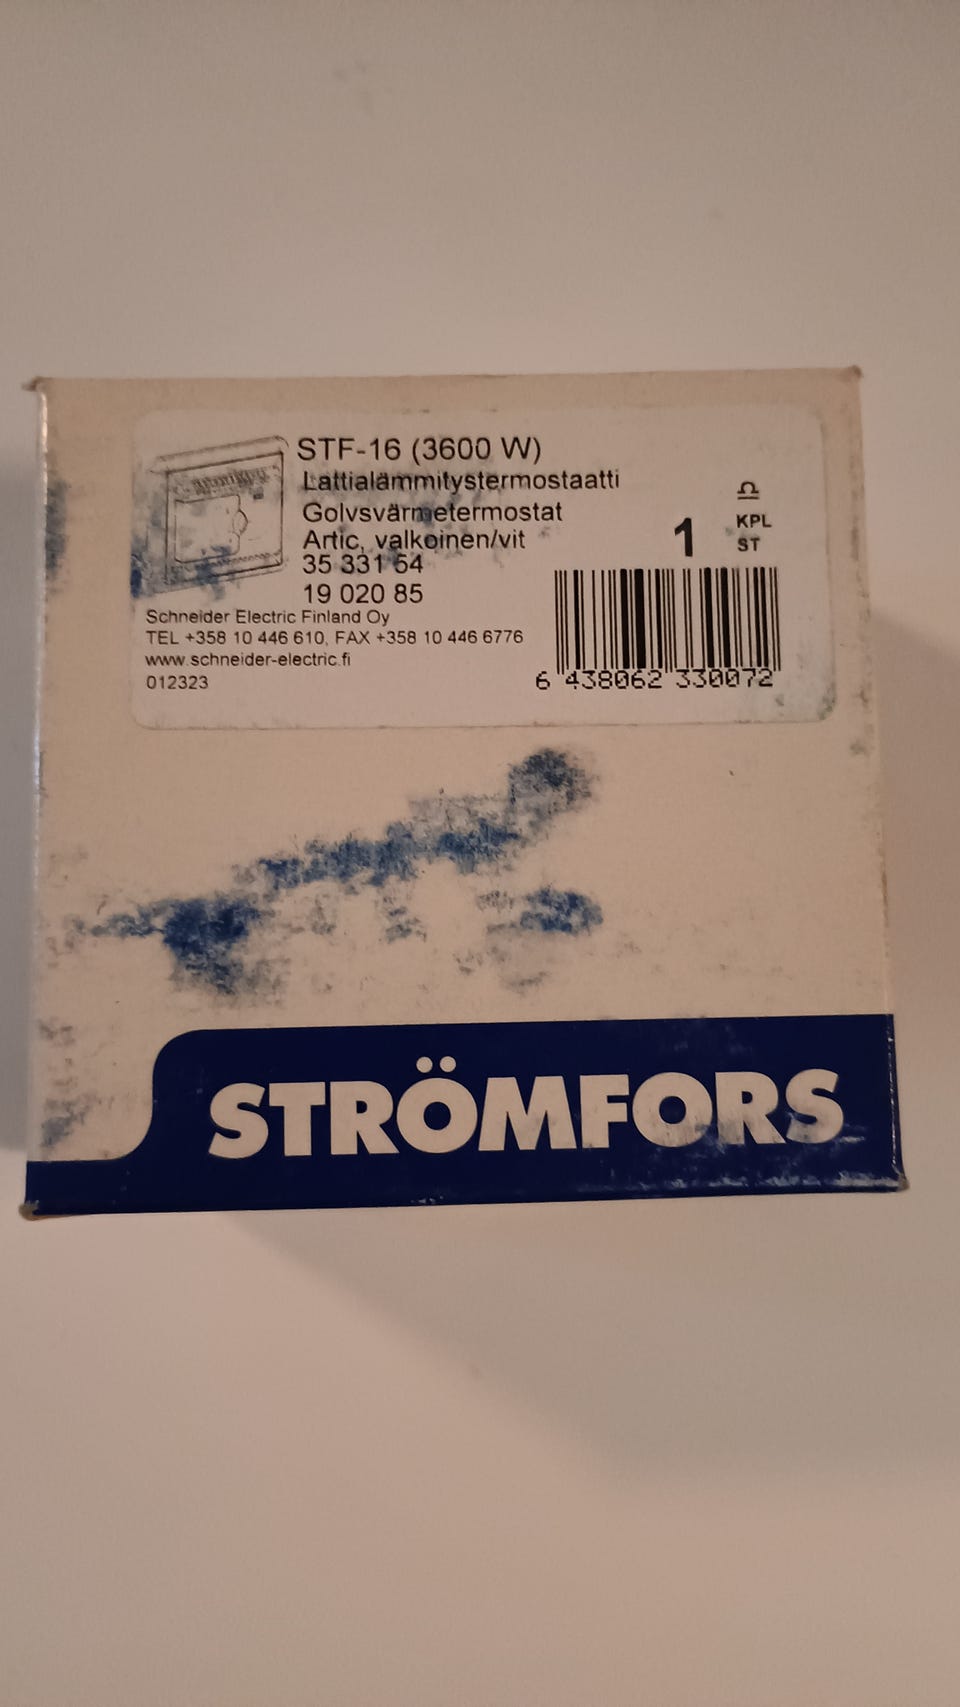 STF-16 (3600 W)
Lattialämmitystermostaatti
Golvsvärmetermostat
Artic, valkoinen/vit
35 331 64
19 020 85
1 KPL
ST
Schneider Electric Finland Oy
TEL +358 10 446 610, FAX +358 10 446 6776
www.schneider-electric.fi
012323
6 438062 330072
STRÖMFORS